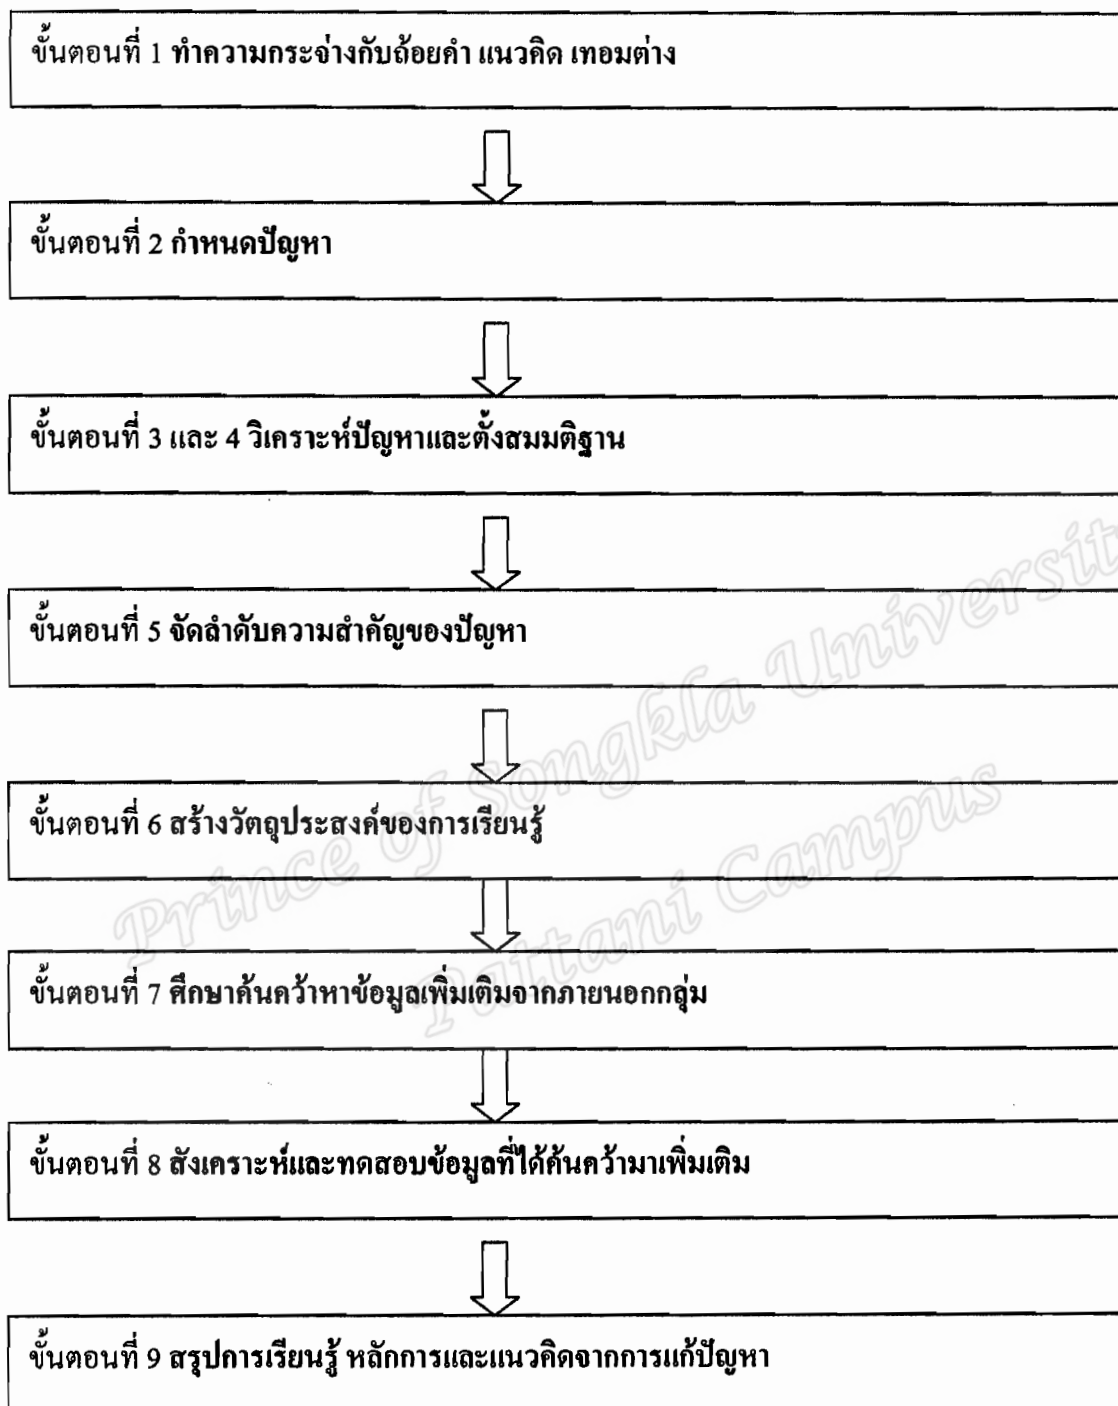 ขั้นตอนที่ 1 ทำความกระจ่างกับถ้อยคำ แนวคิด เทอมต่าง
ขั้นตอนที่ 2 กำหนดปัญหา
ขั้นตอนที่ 3 และ 4 วิเคราะห์ปัญหาและตั้งสมมติฐาน
ขั้นตอนที่ 5 จัดลำดับความสำคัญของปัญหา
ขั้นตอนที่ 6 สร้างวัตถุประสงค์ของการเรียนรู้
ขั้นตอนที่ 7 ศึกษาค้นคว้าหาข้อมูลเพิ่มเติมจากภายนอกกลุ่ม
ขั้นตอนที่ 8 สังเคราะห์และทดสอบข้อมูลที่ได้ค้นคว้ามาเพิ่มเติม
ขั้นตอนที่ 9 สรุปการเรียนรู้ หลักการและแนวคิดจากการแก้ปัญหา
Prince of Songkla Universit
Pattani Campus